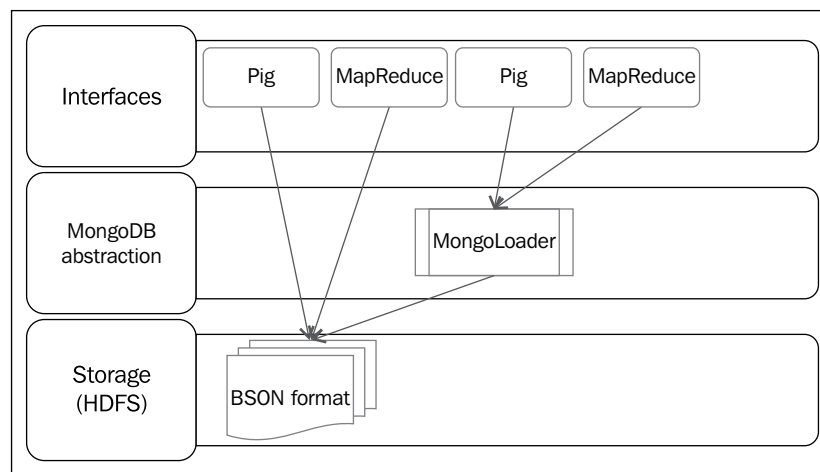 Interfaces
Pig
MapReduce
Pig
MapReduce
MongoDB
abstraction
MongoLoader
Storage
(HDFS)
BSON format